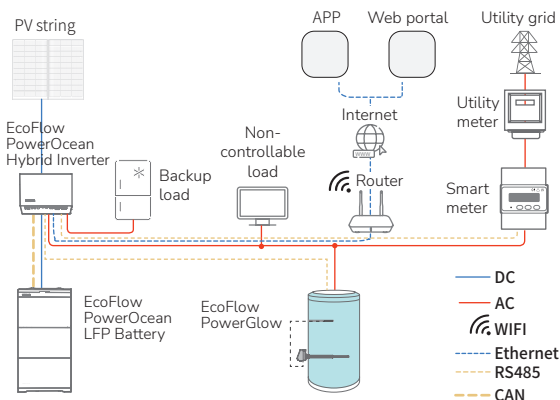 APP
Web portal
Utility grid
PV string
Utility
meter
Internet
WWW
EcoFlow
PowerOcean
Hybrid Inverter
Non-
controllable
load
Backup
load
Router
Smart
meter
EcoFlow
PowerOcean
LFP Battery
EcoFlow
PowerGlow
DC
AC
WIFI
Ethernet
RS485
CAN